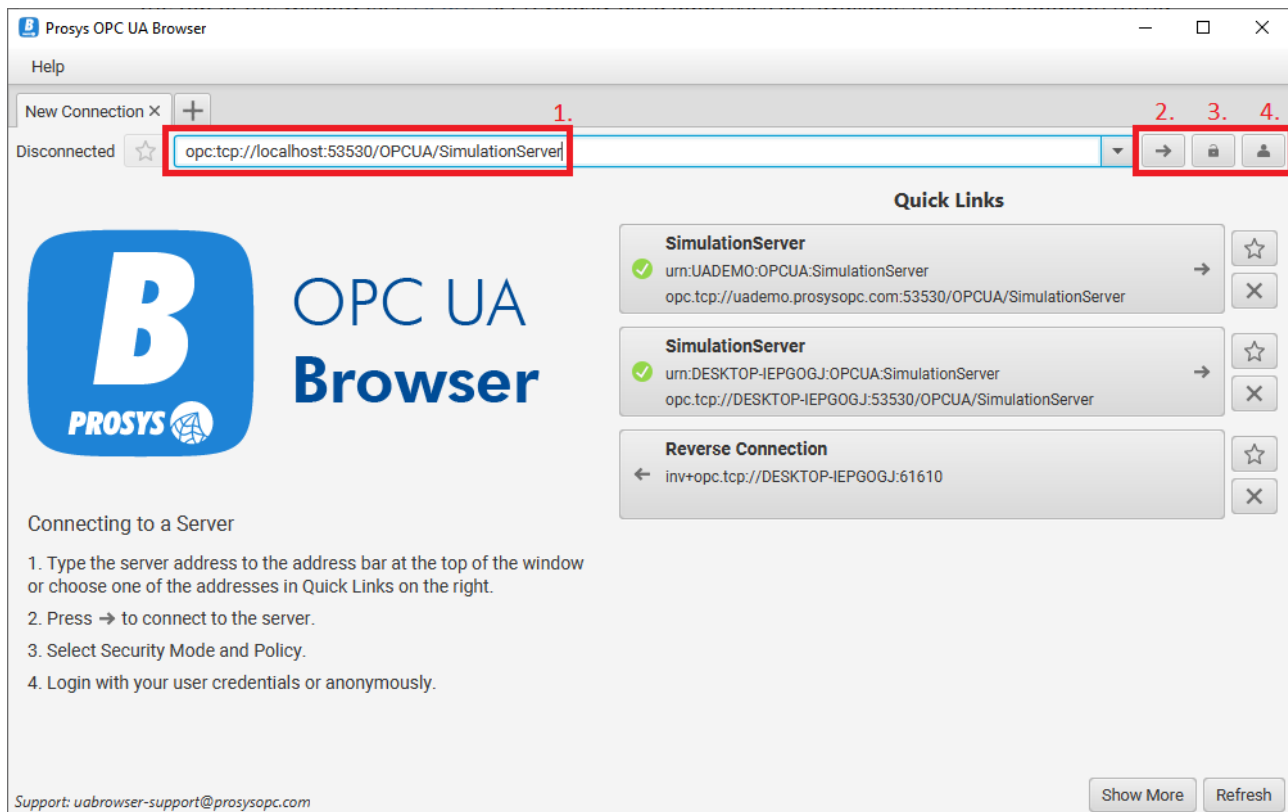 Prosys OPC UA Browser
Help
New Connection
1.
2.
3.
4.
Disconnected
opc:tcp://localhost:53530/OPCUA/SimulationServer
Quick Links
B
PROSYS
OPC UA
Browser
SimulationServer
urn:UADEMO:OPCUA:SimulationServer
opc.tcp://uademo.prosysopc.com:53530/OPCUA/SimulationServer
SimulationServer
urn:DESKTOP-IEPGOGJ:OPCUA:SimulationServer
opc.tcp://DESKTOP-IEPGOGJ:53530/OPCUA/SimulationServer
Reverse Connection
inv+opc.tcp://DESKTOP-IEPGOGJ:61610
Connecting to a Server
1. Type the server address to the address bar at the top of the window
or choose one of the addresses in Quick Links on the right.
2. Press → to connect to the server.
3. Select Security Mode and Policy.
4. Login with your user credentials or anonymously.
Support: uabrowser-support@prosysopc.com
Show More
Refresh